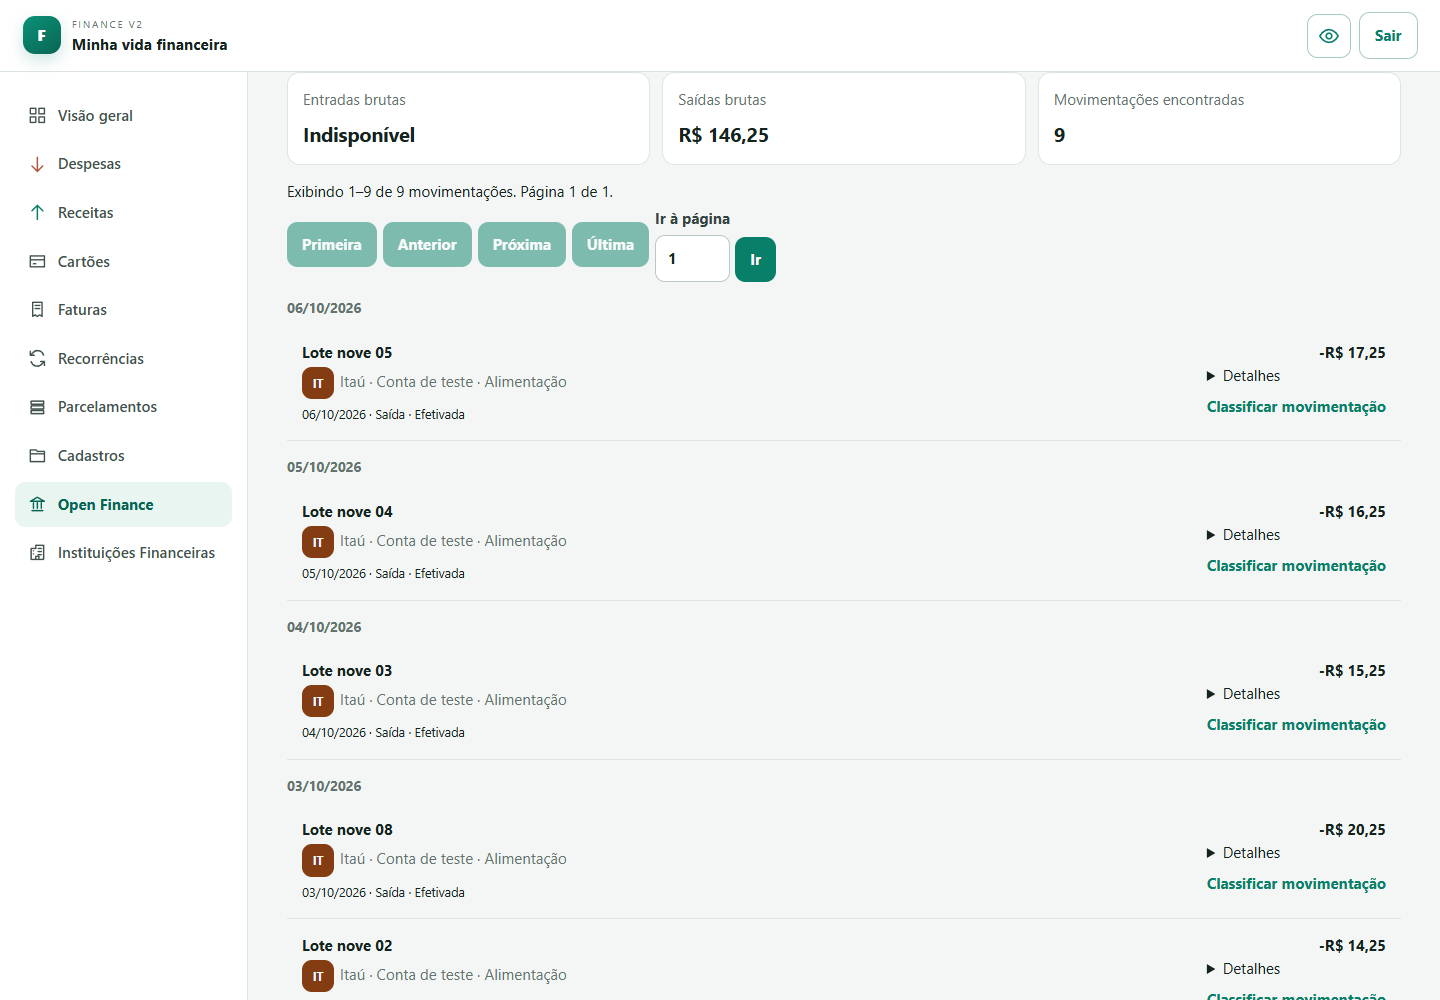 F
FINANCE V2
Minha vida financeira
Sair
Visão geral
Despesas
Receitas
Cartões
Faturas
Recorrências
Parcelamentos
Cadastros
Open Finance
Instituições Financeiras
Entradas brutas
Indisponível
Saídas brutas
R$ 146,25
Movimentações encontradas
9
Exibindo 1–9 de 9 movimentações. Página 1 de 1.
Primeira
Anterior
Próxima
Última
Ir à página
1
Ir
06/10/2026
Lote nove 05
-R$ 17,25
IT
Itaú · Conta de teste · Alimentação
Detalhes
06/10/2026 · Saída · Efetivada
Classificar movimentação
05/10/2026
Lote nove 04
-R$ 16,25
IT
Itaú · Conta de teste · Alimentação
Detalhes
05/10/2026 · Saída · Efetivada
Classificar movimentação
04/10/2026
Lote nove 03
-R$ 15,25
IT
Itaú · Conta de teste · Alimentação
Detalhes
04/10/2026 · Saída · Efetivada
Classificar movimentação
03/10/2026
Lote nove 08
-R$ 20,25
IT
Itaú · Conta de teste · Alimentação
Detalhes
03/10/2026 · Saída · Efetivada
Classificar movimentação
Lote nove 02
-R$ 14,25
IT
Itaú · Conta de teste · Alimentação
Detalhes
Classificar movimentação